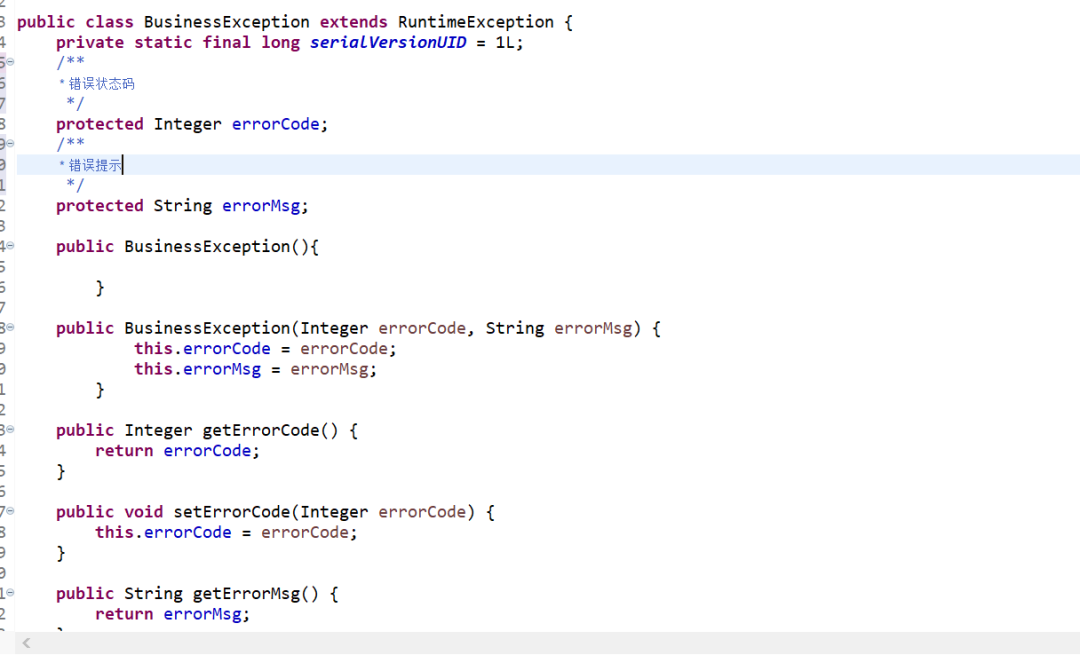 public class BusinessException extends RuntimeException {
private static final long serialVersionUID = 1L;
/**
* 错误状态码
*/
protected Integer errorCode;
/**
* 错误提示
*/
protected String errorMsg;
public BusinessException(){
}
public BusinessException(Integer errorCode, String errorMsg) {
this.errorCode = errorCode;
this.errorMsg = errorMsg;
}
public Integer getErrorCode() {
return errorCode;
}
public void setErrorCode(Integer errorCode) {
this.errorCode = errorCode;
}
public String getErrorMsg() {
return errorMsg;